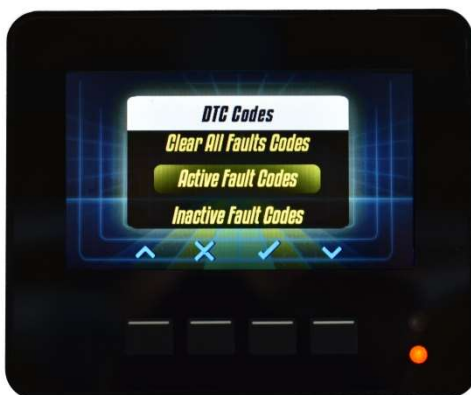 DTC Codes
Clear All Faults Codes
Active Fault Codes
Inactive Fault Codes